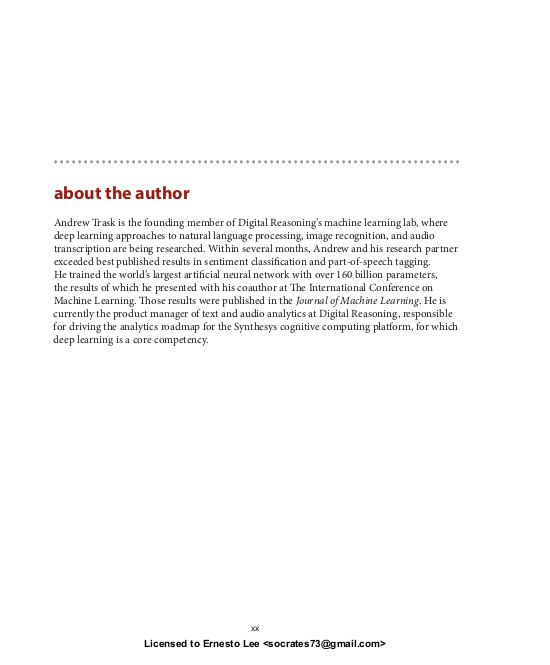 about the author
Andrew Trask is the founding member of Digital Reasoning's machine learning lab, where
deep learning approaches to natural language processing, image recognition, and audio
transcription are being researched. Within several months, Andrew and his research partner
exceeded best published results in sentiment classification and part-of-speech tagging.
He trained the world's largest artificial neural network with over 160 billion parameters,
the results of which he presented with his coauthor at The International Conference on
Machine Learning. Those results were published in the Journal of Machine Learning. He is
currently the product manager of text and audio analytics at Digital Reasoning, responsible
for driving the analytics roadmap for the Synthesys cognitive computing platform, for which
deep learning is a core competency.
xx
Licensed to Ernesto Lee <socrates73@gmail.com>